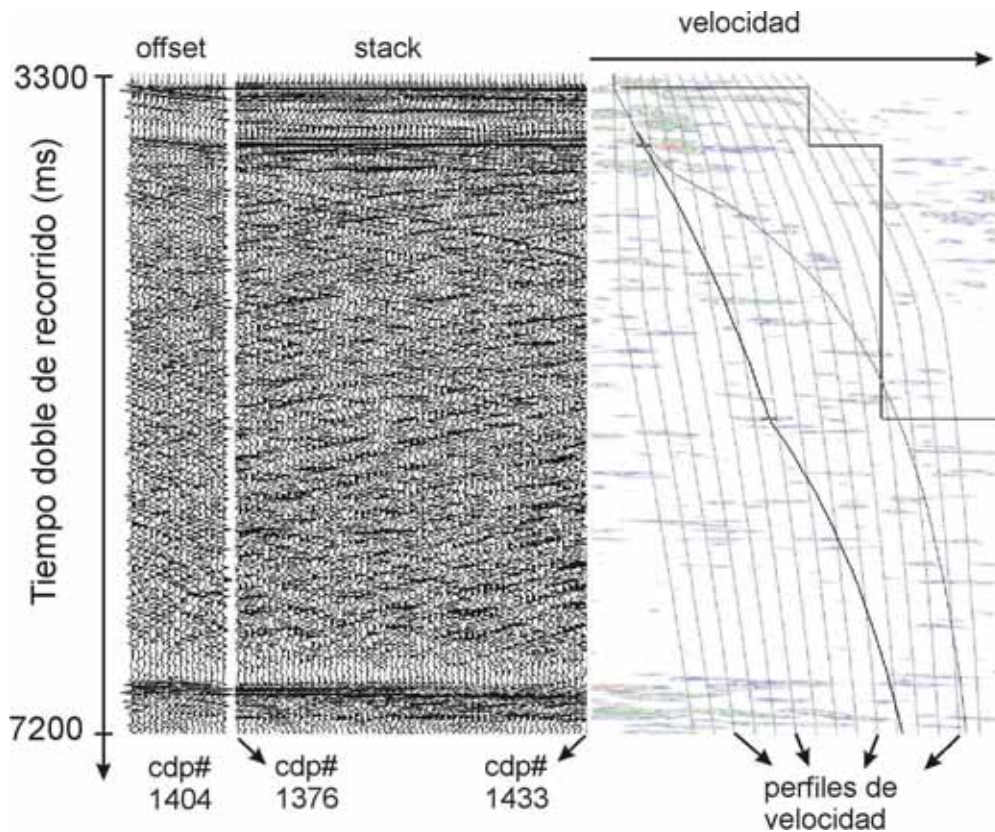 velocidad
offset
stack
3300
Tiempo doble de recorrido (ms)
7200
cdp#
1404
cdp#
1376
cdp#
1433
perfiles de
velocidad